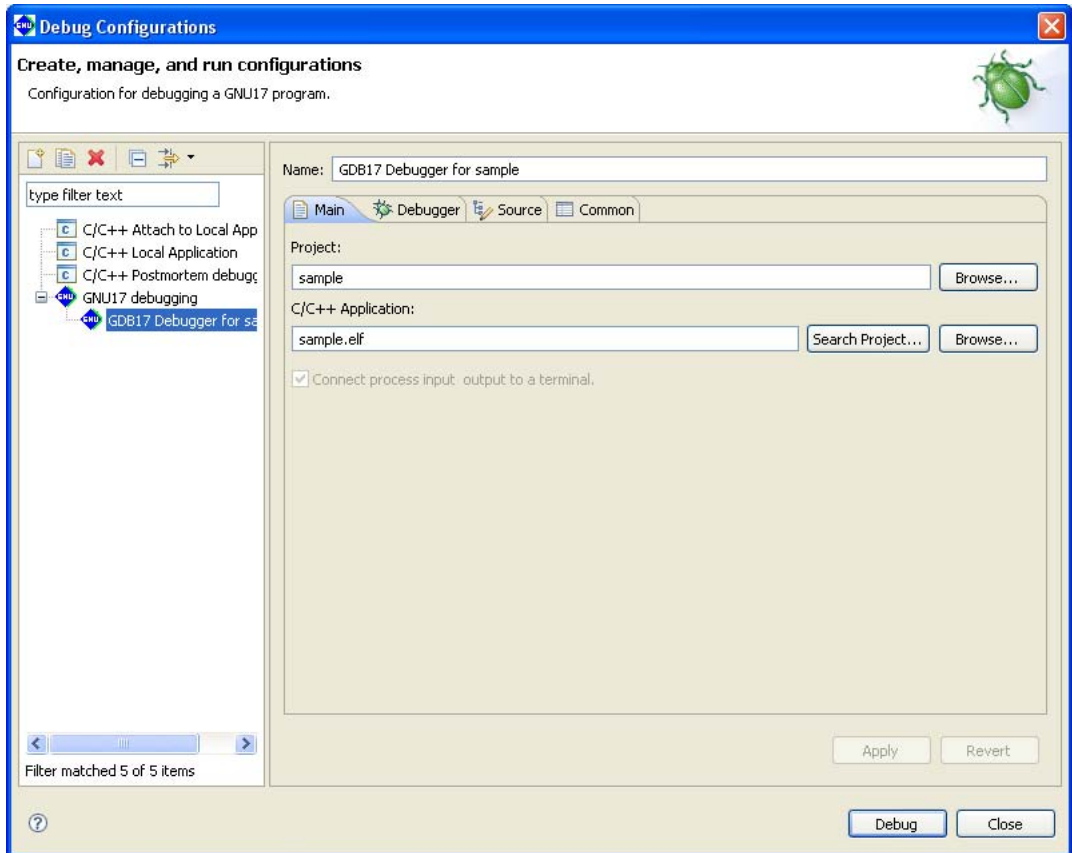 Debug Configurations
Create, manage, and run configurations
Configuration for debugging a GNU17 program.
type filter text
C/C++ Attach to Local App
C/C++ Local Application
C/C++ Postmortem debugg
GNU17 debugging
GDB17 Debugger for sa
Filter matched 5 of 5 items
Name: GDB17 Debugger for sample
Main Debugger Source Common
Project:
sample Browse...
C/C++ Application:
sample.elf Search Project... Browse...
Connect process input output to a terminal.
Apply Revert
Debug Close